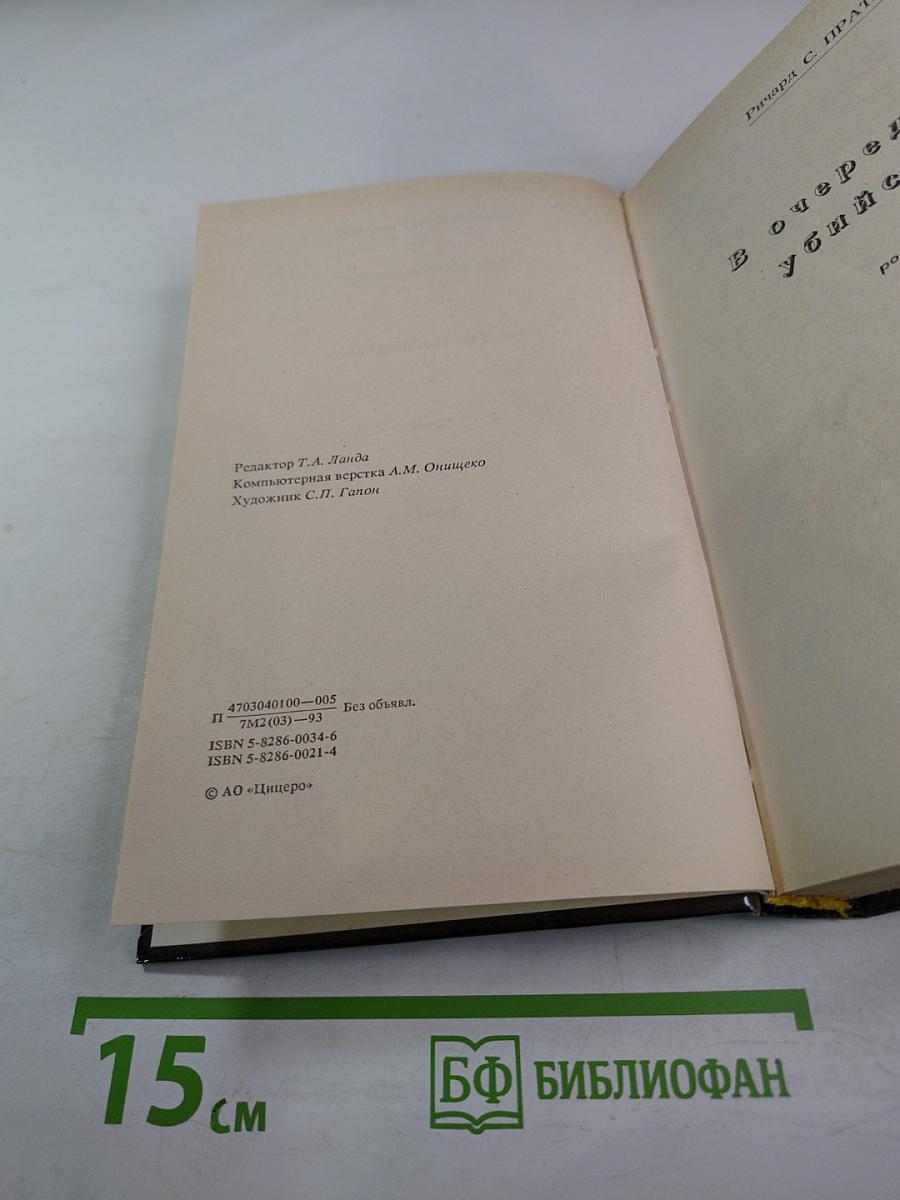 Редактор Т.А. Ланда
Компьютерная верстка А.М. Онищеко
Художник С.П. Гапон
П 4703040100—005
7М2(03)—93
Без объявл.
ISBN 5-8286-0034-6
ISBN 5-8286-0021-4
© АО «Цицеро»
Ричард С. ПРАТ
В очеред
убийс
ро
15 см
БФ БИБЛИОФАН